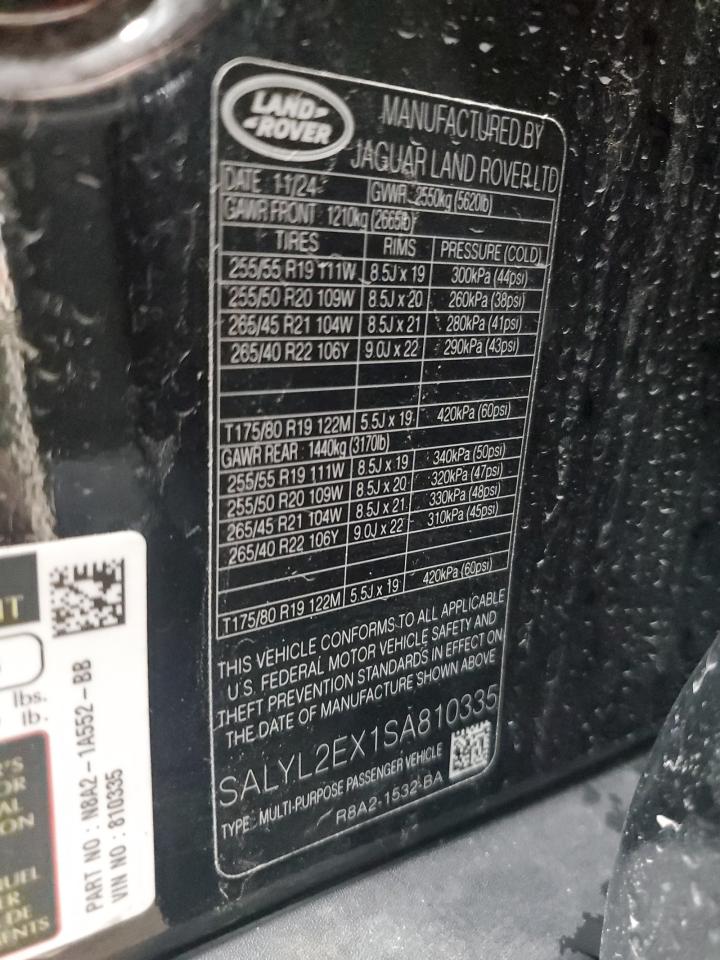 LAND-
-ROVER
MANUFACTURED BY
JAGUAR LAND ROVER LTD
DATE 11/24 GVWR 2550kg (5620lb)
GAWR FRONT : 1210kg (2665lb)
TIRES RIMS PRESSURE (COLD)
255/55 R19 111W 8.5J x 19 300kPa (44psi)
255/50 R20 109W 8.5J x 20 260kPa (38psi)
265/45 R21 104W 8.5J x 21 280kPa (41psi)
265/40 R22 106Y 9.0J x 22 290kPa (43psi)
T175/80 R19 122M 5.5J x 19 420kPa (60psi)
GAWR REAR : 1440kg (3170lb)
255/55 R19 111W 8.5J x 19 340kPa (50psi)
255/50 R20 109W 8.5J x 20 320kPa (47psi)
265/45 R21 104W 8.5J x 21 330kPa (48psi)
265/40 R22 106Y 9.0J x 22 310kPa (45psi)
T175/80 R19 122M 5.5J x 19 420kPa (60psi)
THIS VEHICLE CONFORMS TO ALL APPLICABLE
U.S. FEDERAL MOTOR VEHICLE SAFETY AND
THEFT PREVENTION STANDARDS IN EFFECT ON
THE DATE OF MANUFACTURE SHOWN ABOVE
SALYL2EX1SA810335
TYPE: MULTI-PURPOSE PASSENGER VEHICLE
R8A2-1532-BA
lbs.
lb.
PART NO : N8A2-1A552-BB
VIN NO : 810335